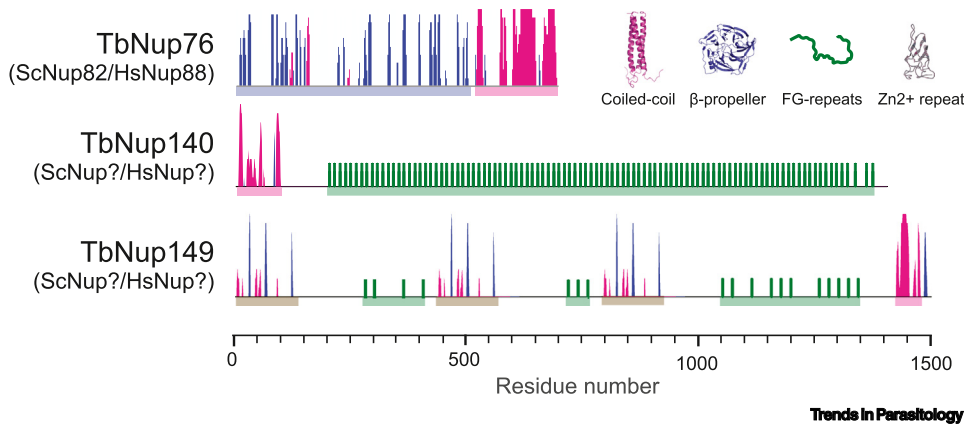 TbNup76
(ScNup82/HsNup88)
Coiled-coil β-propeller FG-repeats Zn2+ repeat
TbNup140
(ScNup?/HsNup?)
TbNup149
(ScNup?/HsNup?)
0 500 1000 1500
Residue number
Trends in Parasitology